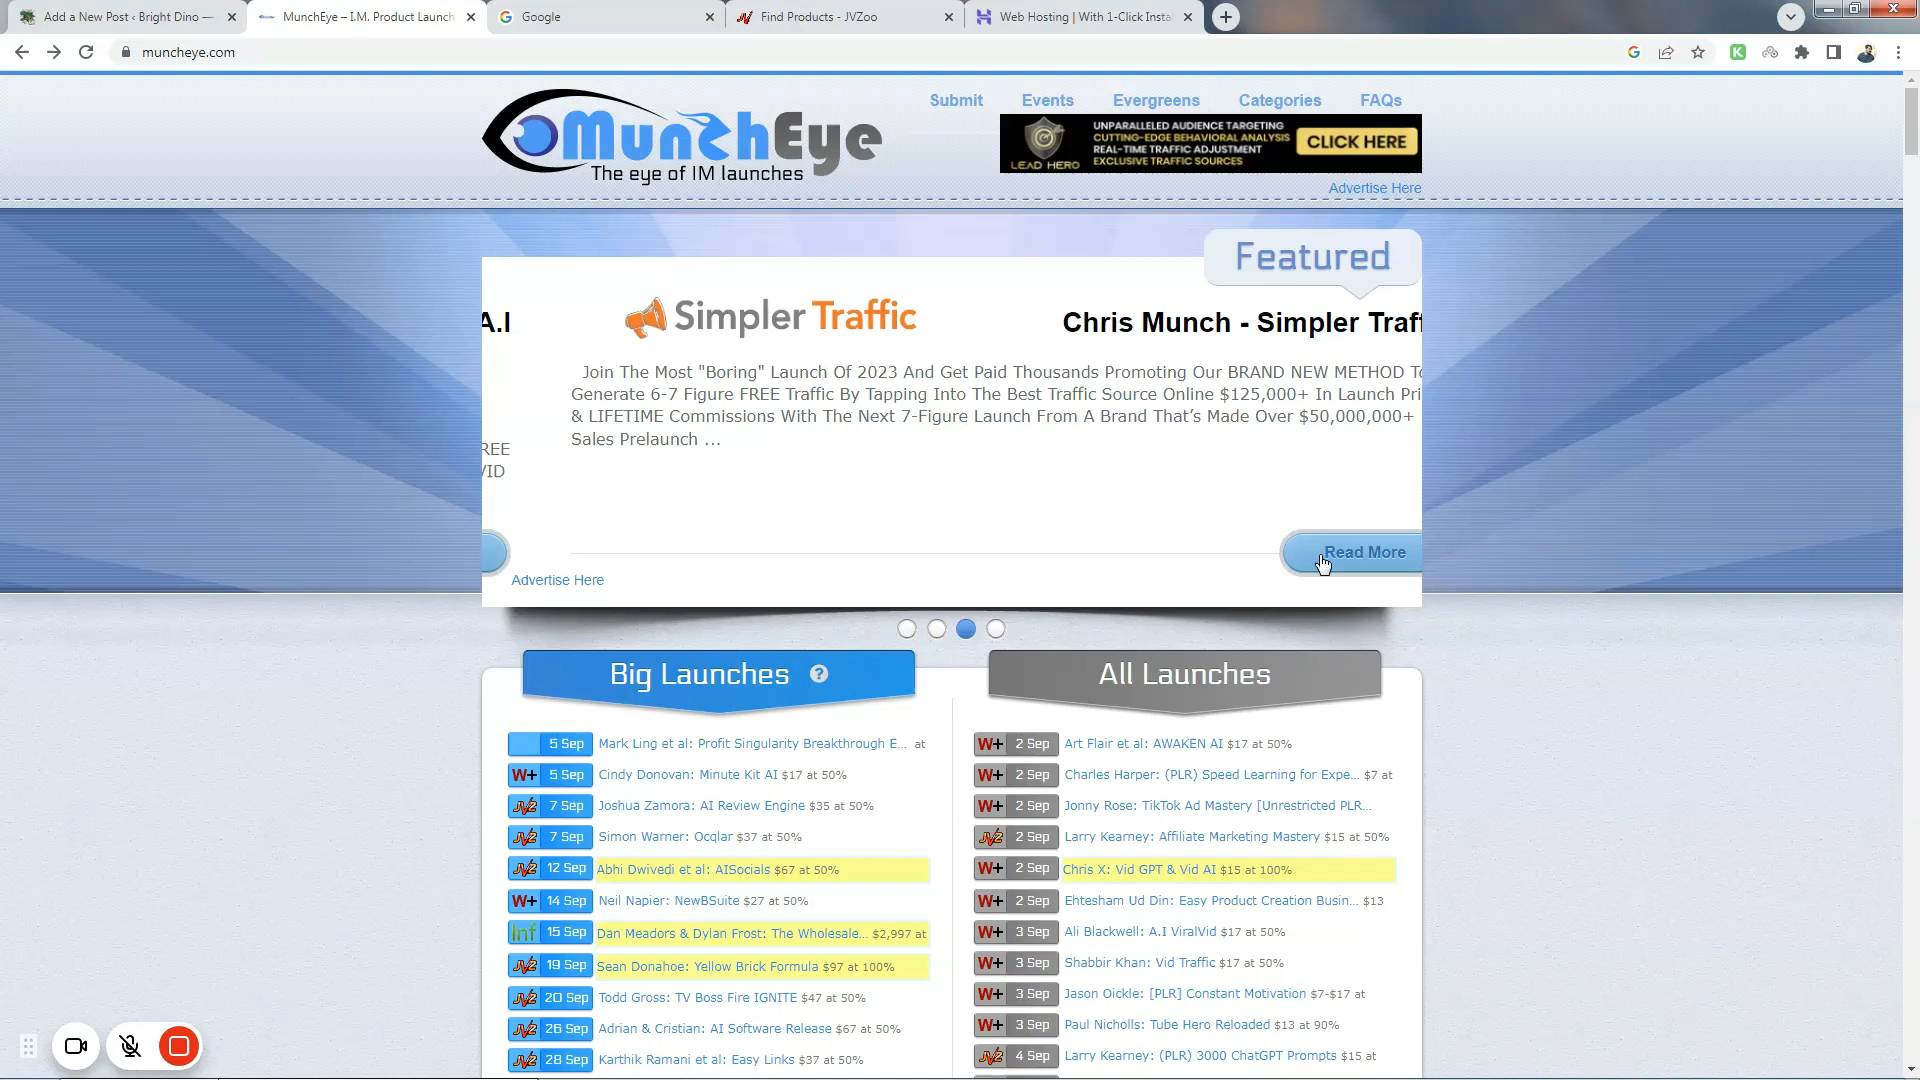 Add a New Post ‹ Bright Dino —
MunchEye – I.M. Product Launch
Google
Find Products - JVZoo
Web Hosting | With 1-Click Insta
muncheye.com
Submit
Events
Evergreens
Categories
FAQs
MunchEye
The eye of IM launches
LEAD HERO
UNPARALLELED AUDIENCE TARGETING
CUTTING-EDGE BEHAVIORAL ANALYSIS
REAL-TIME TRAFFIC ADJUSTMENT
EXCLUSIVE TRAFFIC SOURCES
CLICK HERE
Advertise Here
Featured
A.I
Simpler Traffic
Chris Munch - Simpler Traf
Join The Most "Boring" Launch Of 2023 And Get Paid Thousands Promoting Our BRAND NEW METHOD To
Generate 6-7 Figure FREE Traffic By Tapping Into The Best Traffic Source Online $125,000+ In Launch Pri
& LIFETIME Commissions With The Next 7-Figure Launch From A Brand That’s Made Over $50,000,000+
Sales Prelaunch ...
REE
VID
Read More
Advertise Here
Big Launches ?
5 Sep Mark Ling et al: Profit Singularity Breakthrough E... at
W+ 5 Sep Cindy Donovan: Minute Kit AI $17 at 50%
JVZ 7 Sep Joshua Zamora: AI Review Engine $35 at 50%
JVZ 7 Sep Simon Warner: Ocqlar $37 at 50%
JVZ 12 Sep Abhi Dwivedi et al: AISocials $67 at 50%
W+ 14 Sep Neil Napier: NewBSuite $27 at 50%
Inf 15 Sep Dan Meadors & Dylan Frost: The Wholesale... $2,997 at
JVZ 19 Sep Sean Donahoe: Yellow Brick Formula $97 at 100%
JVZ 20 Sep Todd Gross: TV Boss Fire IGNITE $47 at 50%
JVZ 26 Sep Adrian & Cristian: AI Software Release $67 at 50%
JVZ 28 Sep Karthik Ramani et al: Easy Links $37 at 50%
All Launches
W+ 2 Sep Art Flair et al: AWAKEN AI $17 at 50%
W+ 2 Sep Charles Harper: (PLR) Speed Learning for Expe... $7 at
W+ 2 Sep Jonny Rose: TikTok Ad Mastery [Unrestricted PLR...
JVZ 2 Sep Larry Kearney: Affiliate Marketing Mastery $15 at 50%
W+ 2 Sep Chris X: Vid GPT & Vid AI $15 at 100%
W+ 2 Sep Ehtesham Ud Din: Easy Product Creation Busin... $13
W+ 3 Sep Ali Blackwell: A.I ViralVid $17 at 50%
W+ 3 Sep Shabbir Khan: Vid Traffic $17 at 50%
W+ 3 Sep Jason Oickle: [PLR] Constant Motivation $7-$17 at
W+ 3 Sep Paul Nicholls: Tube Hero Reloaded $13 at 90%
JVZ 4 Sep Larry Kearney: (PLR) 3000 ChatGPT Prompts $15 at